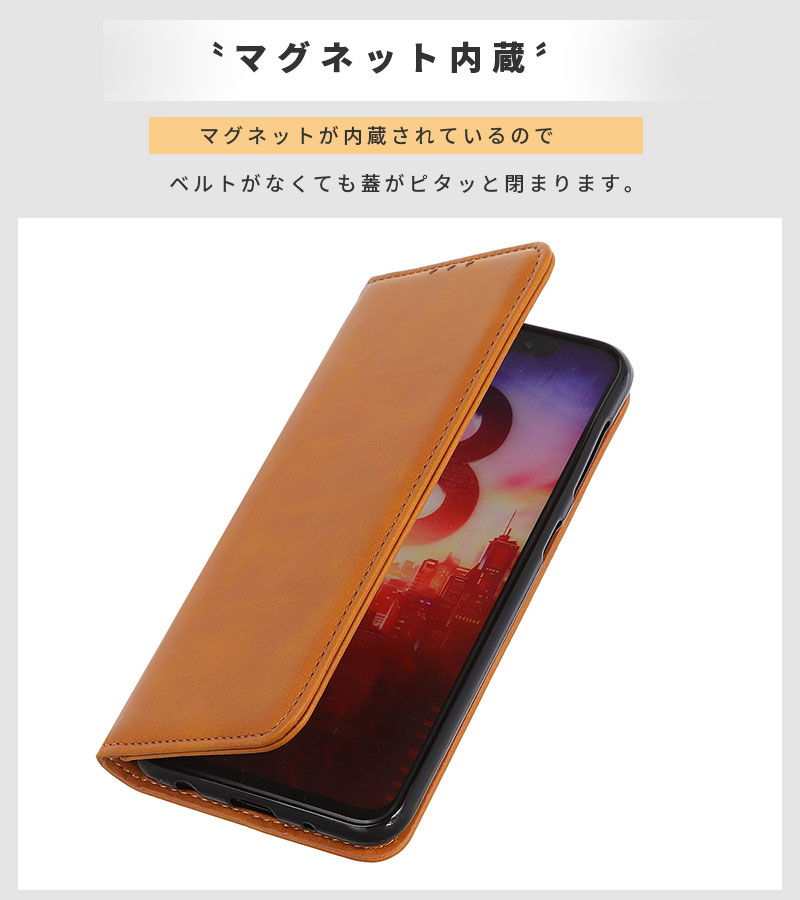 〝マグネット内蔵〞
マグネットが内蔵されているので
ベルトがなくても蓋がピタッと閉まります。
8